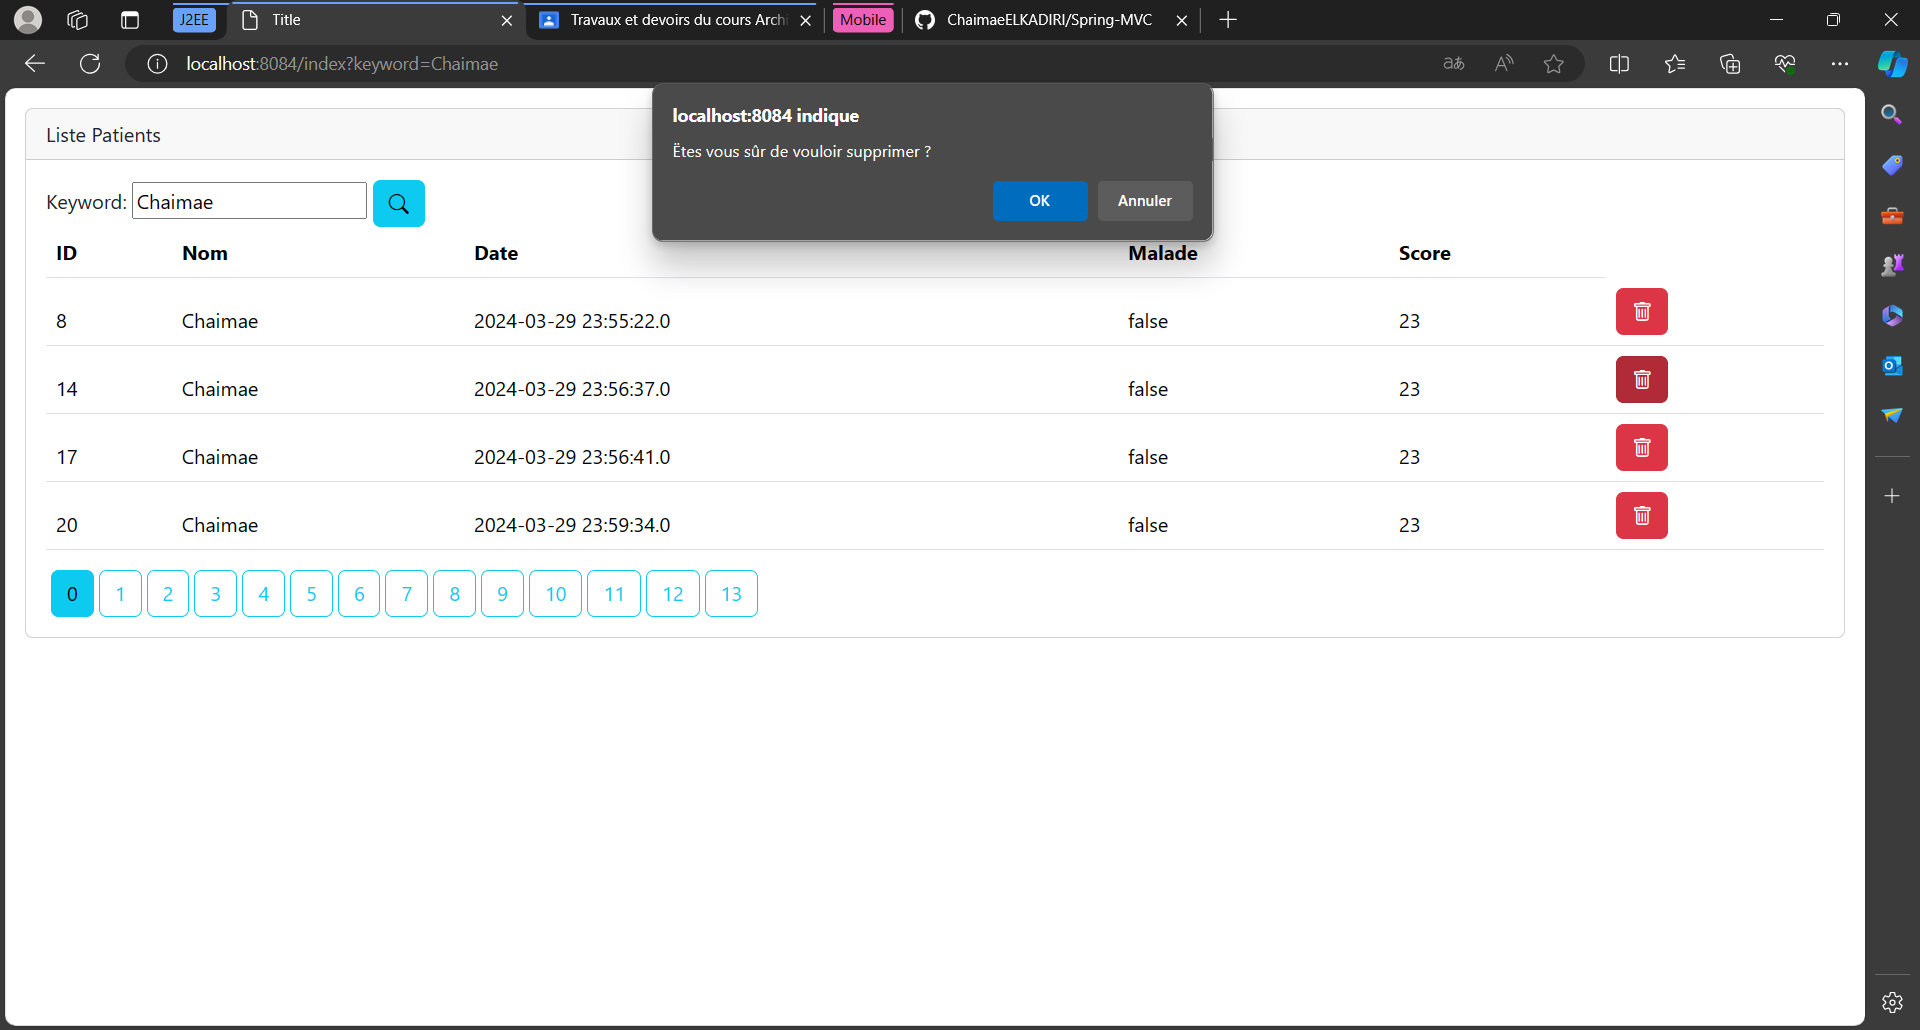 J2EE Title Travaux et devoirs du cours Archi Mobile ChaimaeELKADIRI/Spring-MVC
localhost:8084/index?keyword=Chaimae
localhost:8084 indique
Ëtes vous sûr de vouloir supprimer ?
OK Annuler
Liste Patients
Keyword: Chaimae
ID Nom Date Malade Score
8 Chaimae 2024-03-29 23:55:22.0 false 23
14 Chaimae 2024-03-29 23:56:37.0 false 23
17 Chaimae 2024-03-29 23:56:41.0 false 23
20 Chaimae 2024-03-29 23:59:34.0 false 23
0 1 2 3 4 5 6 7 8 9 10 11 12 13